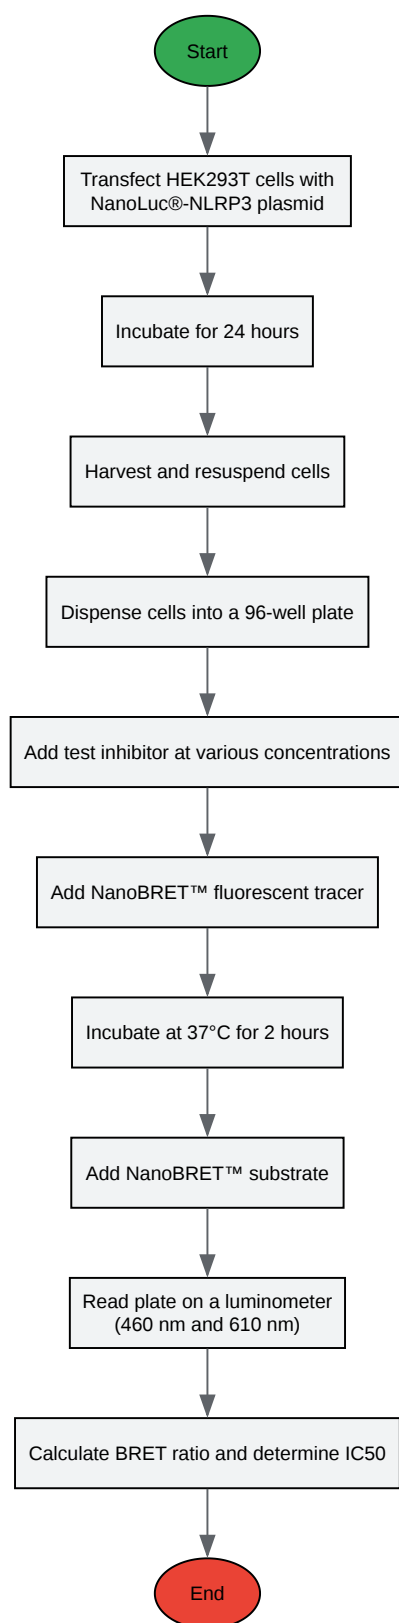 Start
Transfect HEK293T cells with
NanoLuc®-NLRP3 plasmid
Incubate for 24 hours
Harvest and resuspend cells
Dispense cells into a 96-well plate
Add test inhibitor at various concentrations
Add NanoBRET™ fluorescent tracer
Incubate at 37°C for 2 hours
Add NanoBRET™ substrate
Read plate on a luminometer
(460 nm and 610 nm)
Calculate BRET ratio and determine IC50
End